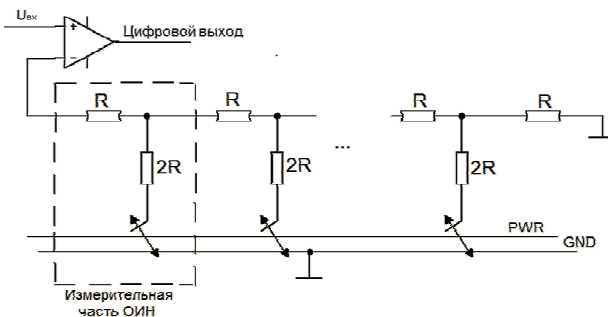 Uвх
Цифровой выход
R
R
R
R
2R
2R
2R
...
PWR
GND
Измерительная
часть ОИН